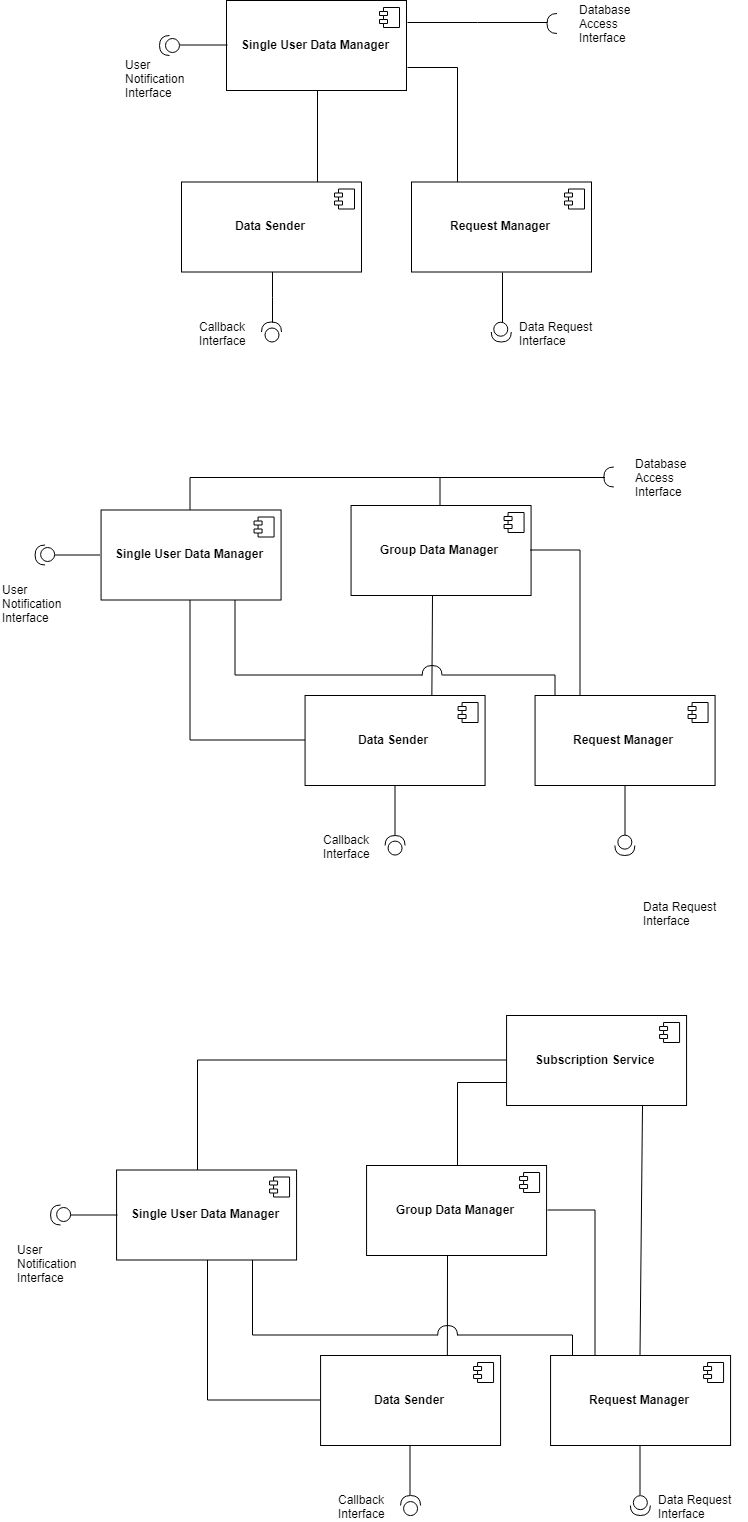 Database
Access
Interface
Single User Data Manager
User
Notification
Interface
Data Sender
Request Manager
Callback
Interface
Data Request
Interface
Database
Access
Interface
Single User Data Manager
Group Data Manager
User
Notification
Interface
Data Sender
Request Manager
Callback
Interface
Data Request
Interface
Subscription Service
Single User Data Manager
Group Data Manager
User
Notification
Interface
Data Sender
Request Manager
Callback
Interface
Data Request
Interface